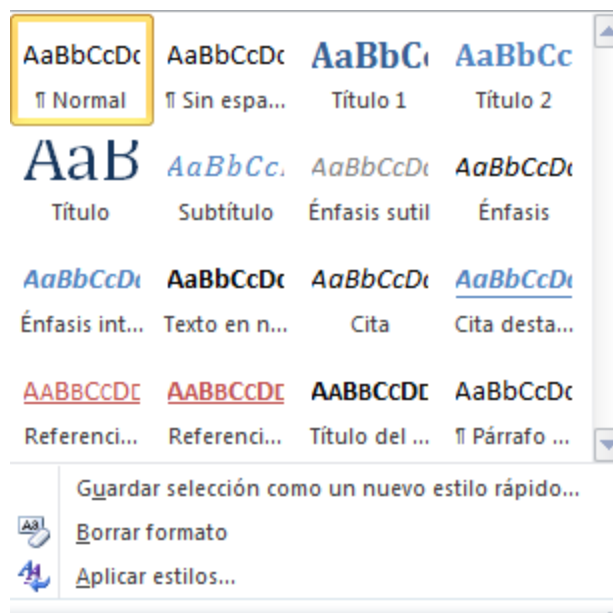 AaBbCcDc AaBbCcDc AaBbCc AaBbCc
¶ Normal ¶ Sin espa... Título 1 Título 2
AaB AaBbCc. AaBbCcDc AaBbCcDc
Título Subtítulo Énfasis sutil Énfasis
AaBbCcDc AaBbCcDc AaBbCcDc AaBbCcDc
Énfasis int... Texto en n... Cita Cita desta...
AABBCCDD AABBCCDD AABBCCDD AaBbCcDc
Referenci... Referenci... Título del ... ¶ Párrafo ...
Guardar selección como un nuevo estilo rápido...
Borrar formato
Aplicar estilos...